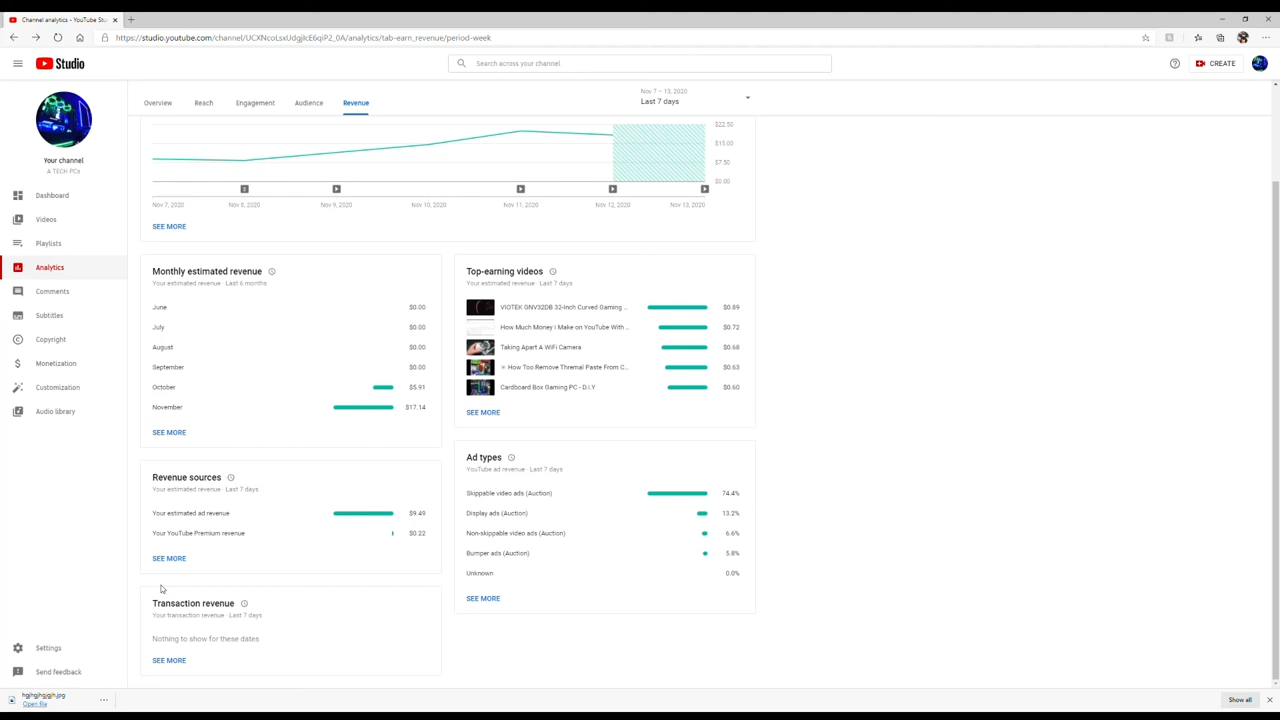 Channel analytics - YouTube Stu
https://studio.youtube.com/channel/UCXNcoLsxUdgjIcE6qiP2_0A/analytics/tab-earn_revenue/period-week
Studio
Search across your channel
CREATE
Your channel
A TECH PCs
Dashboard
Videos
Playlists
Analytics
Comments
Subtitles
Copyright
Monetization
Customization
Audio library
Settings
Send feedback
Overview Reach Engagement Audience Revenue
Nov 7 – 13, 2020
Last 7 days
$22.50
$15.00
$7.50
$0.00
Nov 7, 2020 Nov 8, 2020 Nov 9, 2020 Nov 10, 2020 Nov 11, 2020 Nov 12, 2020 Nov 13, 2020
SEE MORE
Monthly estimated revenue
Your estimated revenue · Last 6 months
June $0.00
July $0.00
August $0.00
September $0.00
October $5.91
November $17.14
SEE MORE
Revenue sources
Your estimated revenue · Last 7 days
Your estimated ad revenue $9.49
Your YouTube Premium revenue $0.22
SEE MORE
Transaction revenue
Your transaction revenue · Last 7 days
Nothing to show for these dates
SEE MORE
Top-earning videos
Your estimated revenue · Last 7 days
VIOTEK GNV32DB 32-Inch Curved Gaming ... $0.89
How Much Money I Make on YouTube With ... $0.72
Taking Apart A WiFi Camera $0.68
How Too Remove Thremal Paste From C... $0.63
Cardboard Box Gaming PC - D.I.Y $0.60
SEE MORE
Ad types
YouTube ad revenue · Last 7 days
Skippable video ads (Auction) 74.4%
Display ads (Auction) 13.2%
Non-skippable video ads (Auction) 6.6%
Bumper ads (Auction) 5.8%
Unknown 0.0%
SEE MORE
Open file
Show all